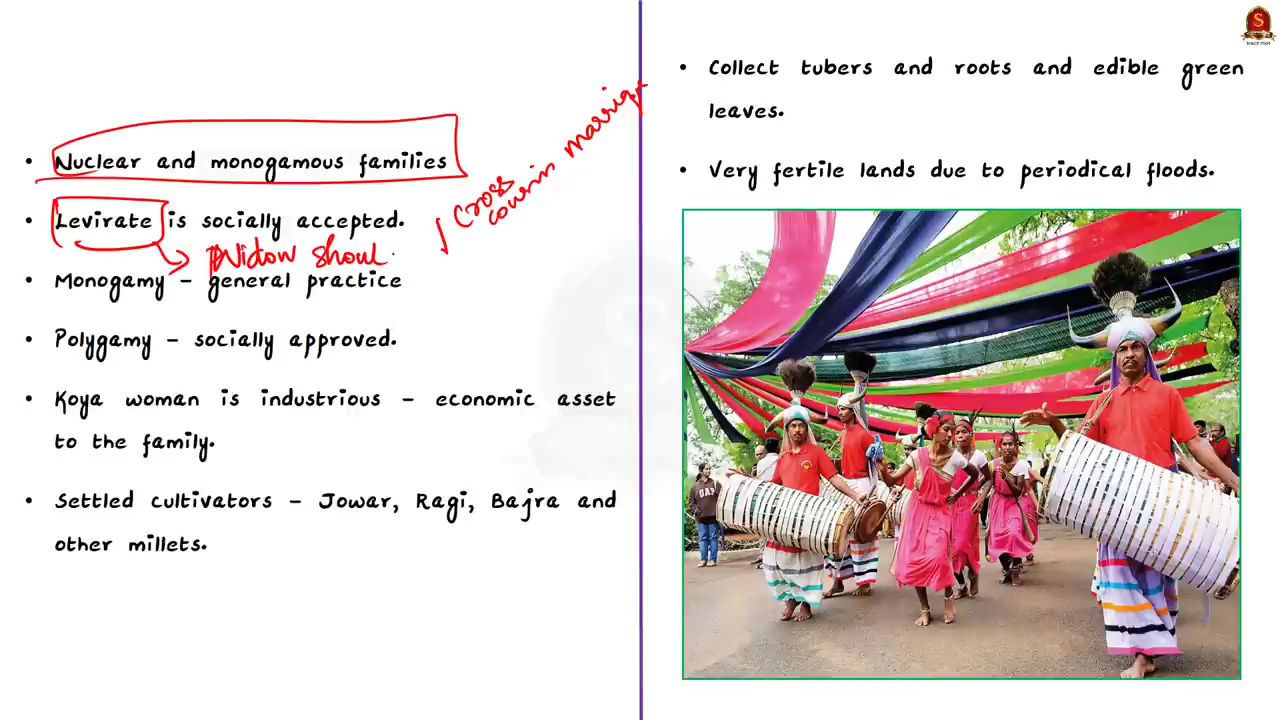 • Nuclear and monogamous families
• Levirate is socially accepted.
Widow shoul
Cross
cousin marriage
• Monogamy – general practice
• Polygamy – socially approved.
• Koya woman is industrious – economic asset
to the family.
• Settled cultivators – Jowar, Ragi, Bajra and
other millets.
• Collect tubers and roots and edible green
leaves.
• Very fertile lands due to periodical floods.
S
SINCE 2004
GAP